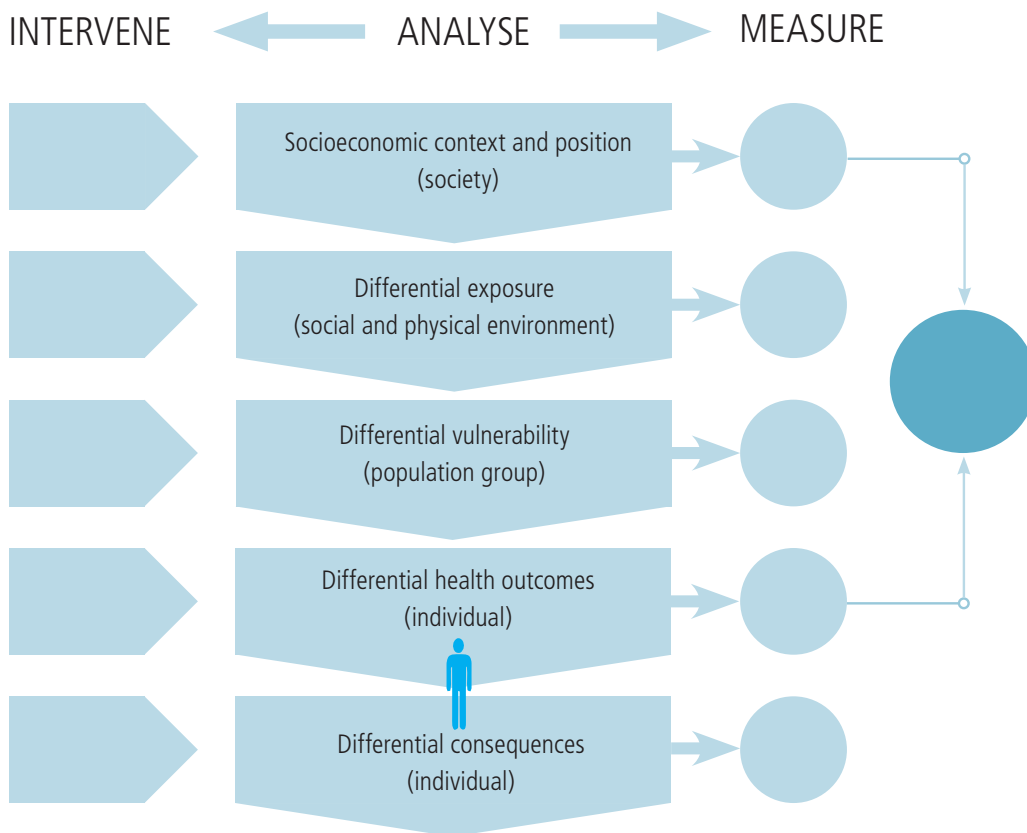 INTERVENE
ANALYSE
MEASURE
Socioeconomic context and position
(society)
Differential exposure
(social and physical environment)
Differential vulnerability
(population group)
Differential health outcomes
(individual)
Differential consequences
(individual)